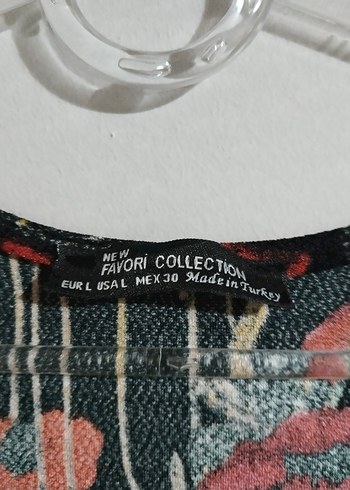 NEW
FAVORİ COLLECTION
EUR L USA L MEX 30 Made in Turkey